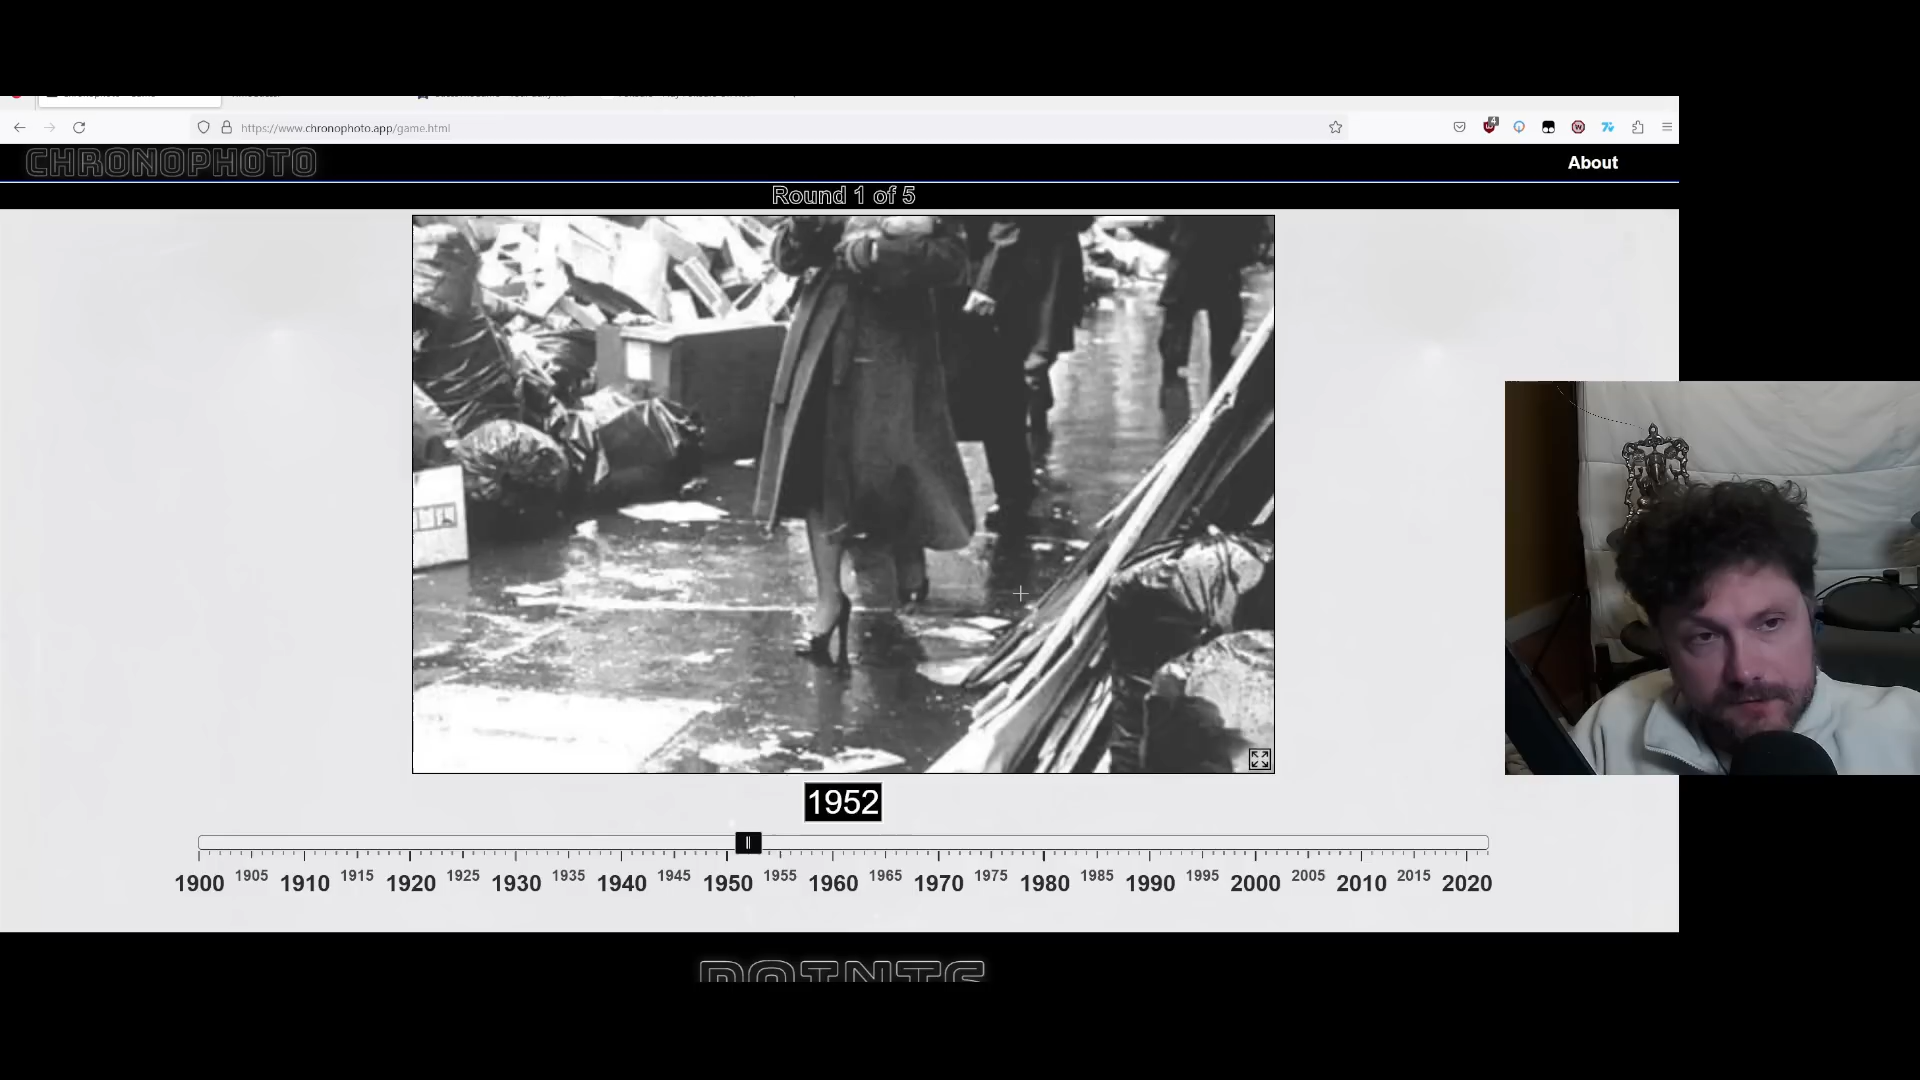 https://www.chronophoto.app/game.html
CHRONOPHOTO
About
Round 1 of 5
1952
1900 1905 1910 1915 1920 1925 1930 1935 1940 1945 1950 1955 1960 1965 1970 1975 1980 1985 1990 1995 2000 2005 2010 2015 2020
POINTS